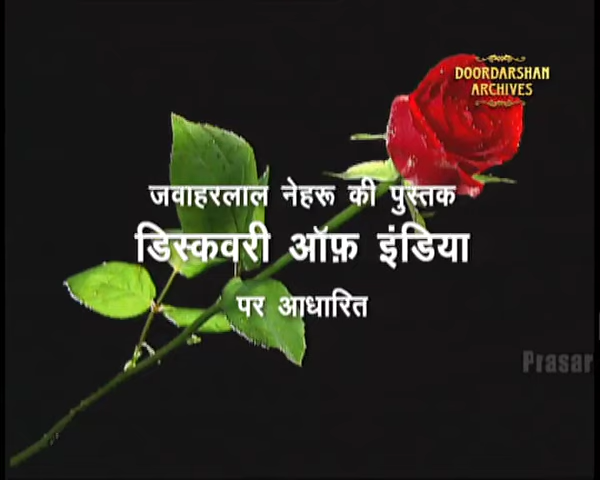 DOORDARSHAN
ARCHIVES
जवाहरलाल नेहरू की पुस्तक
डिस्कवरी ऑफ़ इंडिया
पर आधारित
Prasar